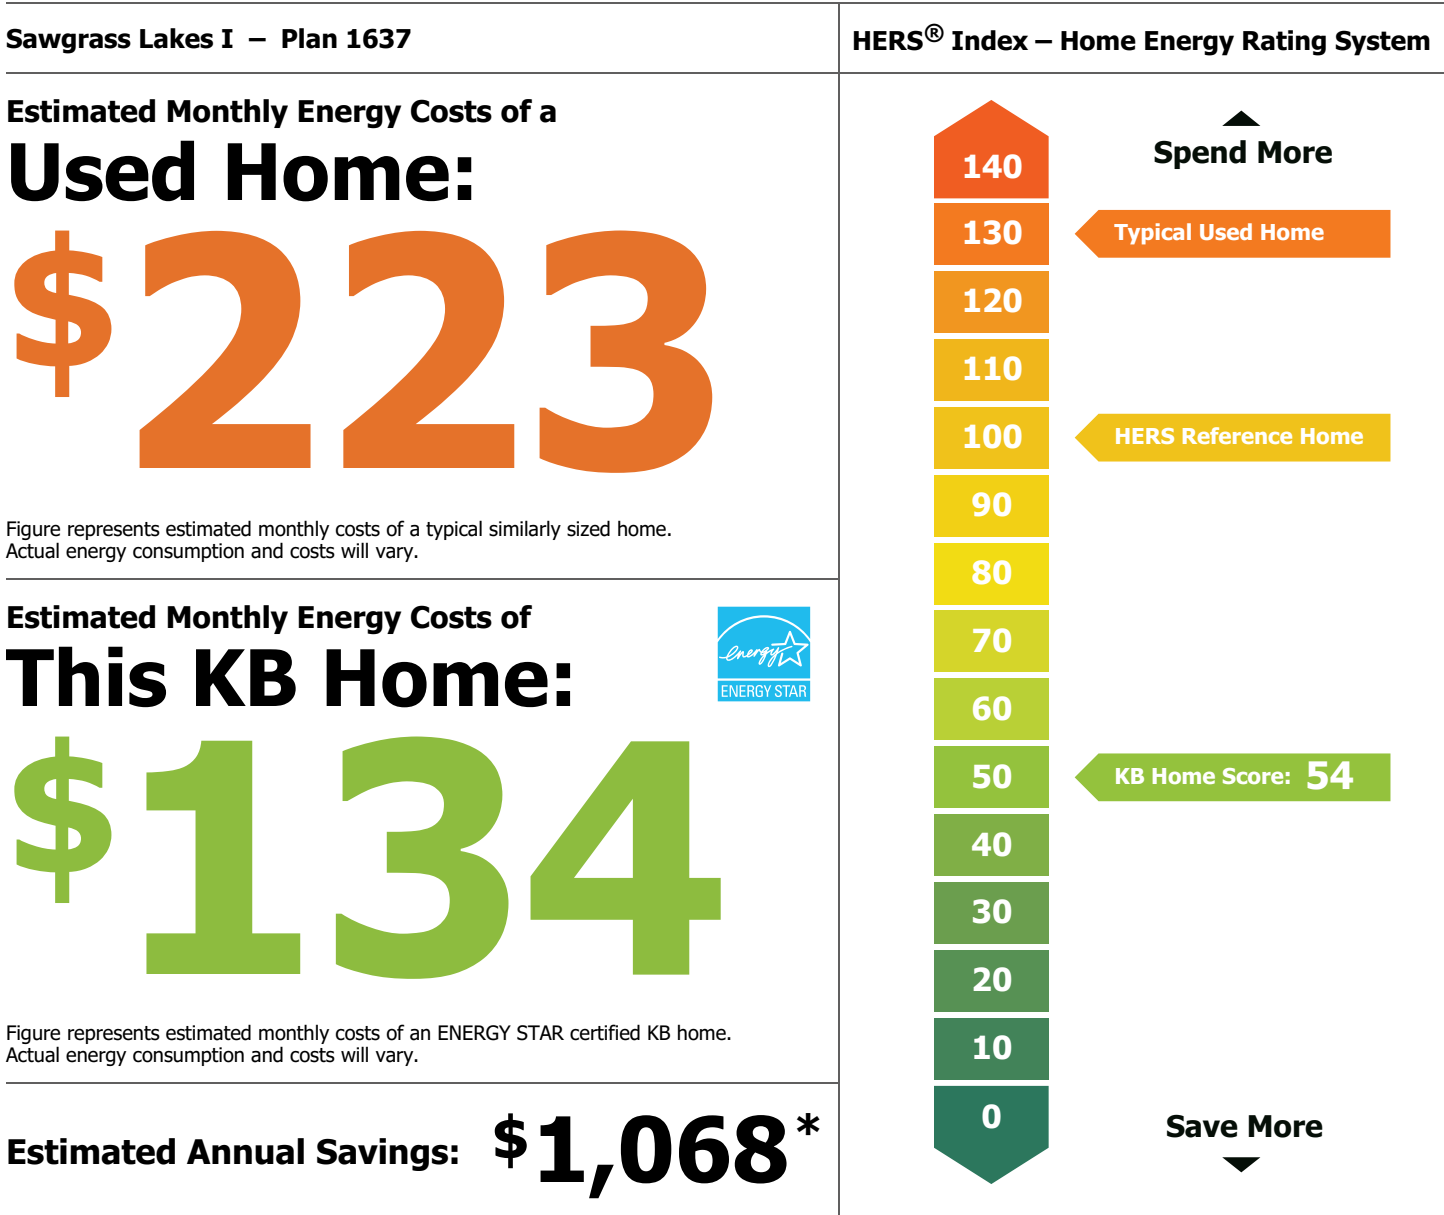 Sawgrass Lakes I – Plan 1637
Estimated Monthly Energy Costs of a
Used Home:
$223
Figure represents estimated monthly costs of a typical similarly sized home.
Actual energy consumption and costs will vary.
Estimated Monthly Energy Costs of
This KB Home:
energy
ENERGY STAR
$134
Figure represents estimated monthly costs of an ENERGY STAR certified KB home.
Actual energy consumption and costs will vary.
Estimated Annual Savings: $1,068*
HERS® Index – Home Energy Rating System
Spend More
140
130 Typical Used Home
120
110
100 HERS Reference Home
90
80
70
60
50 KB Home Score: 54
40
30
20
10
0
Save More